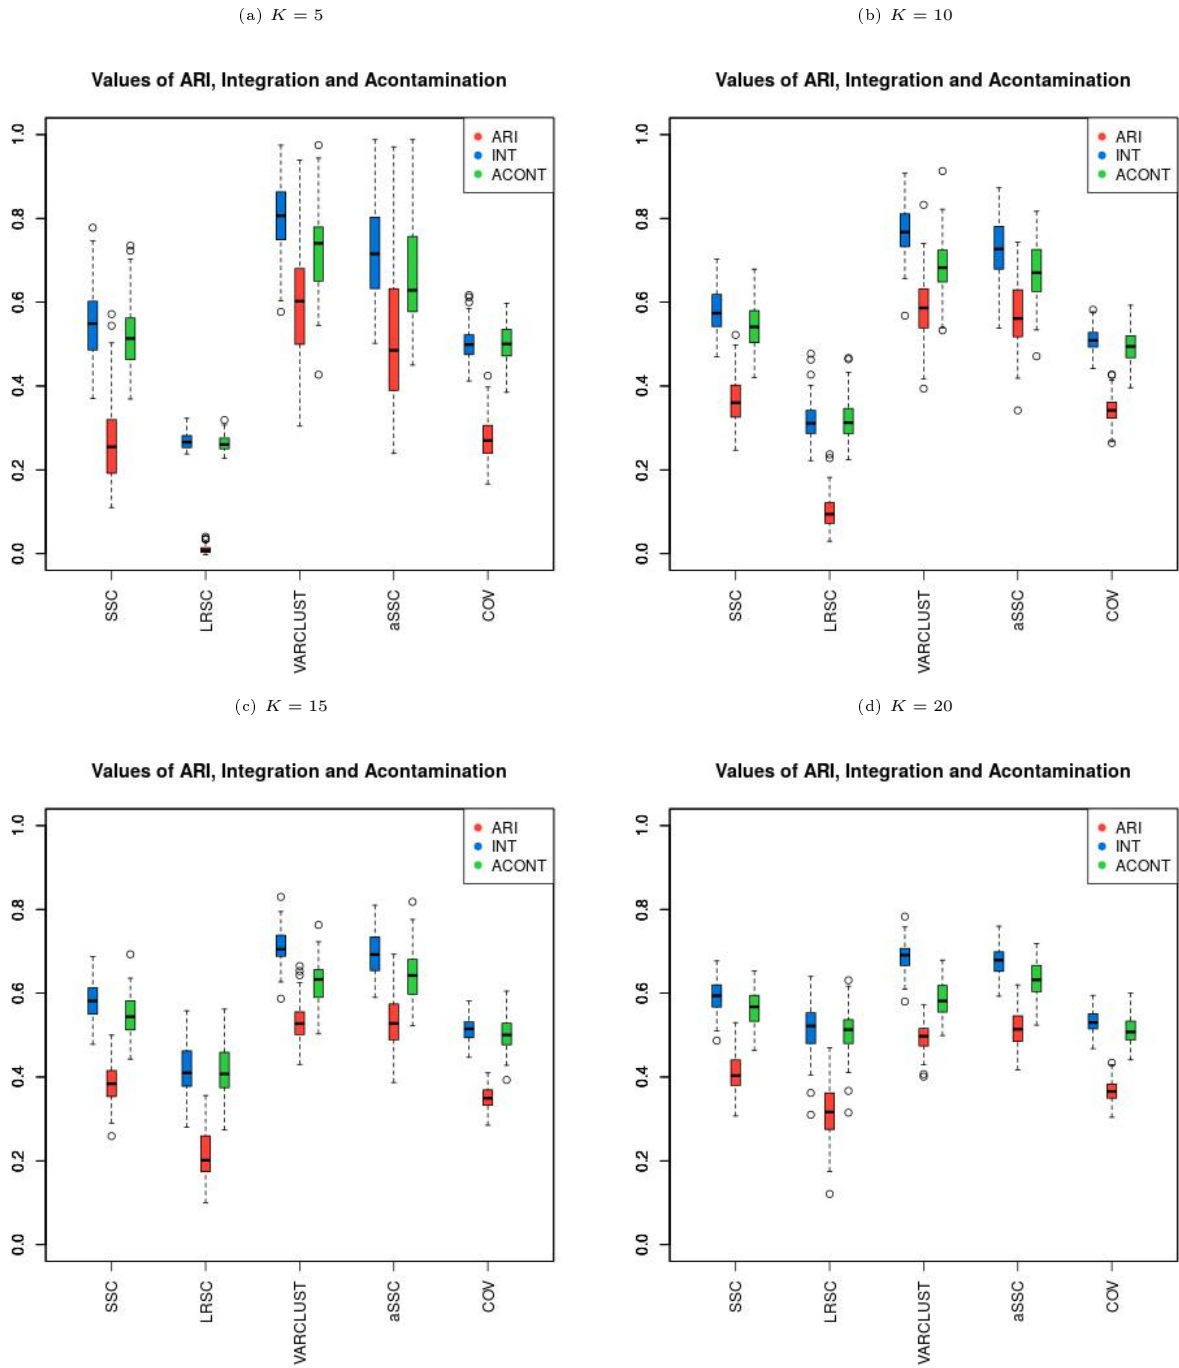 (a) K = 5
Values of ARI, Integration and Acontamination
1.0
0.8
0.6
0.4
0.2
0.0
ARI
INT
ACONT
SSC
LRSC
VARCLUST
aSSC
COV
(b) K = 10
Values of ARI, Integration and Acontamination
1.0
0.8
0.6
0.4
0.2
0.0
ARI
INT
ACONT
SSC
LRSC
VARCLUST
aSSC
COV
(c) K = 15
Values of ARI, Integration and Acontamination
1.0
0.8
0.6
0.4
0.2
0.0
ARI
INT
ACONT
SSC
LRSC
VARCLUST
aSSC
COV
(d) K = 20
Values of ARI, Integration and Acontamination
1.0
0.8
0.6
0.4
0.2
0.0
ARI
INT
ACONT
SSC
LRSC
VARCLUST
aSSC
COV